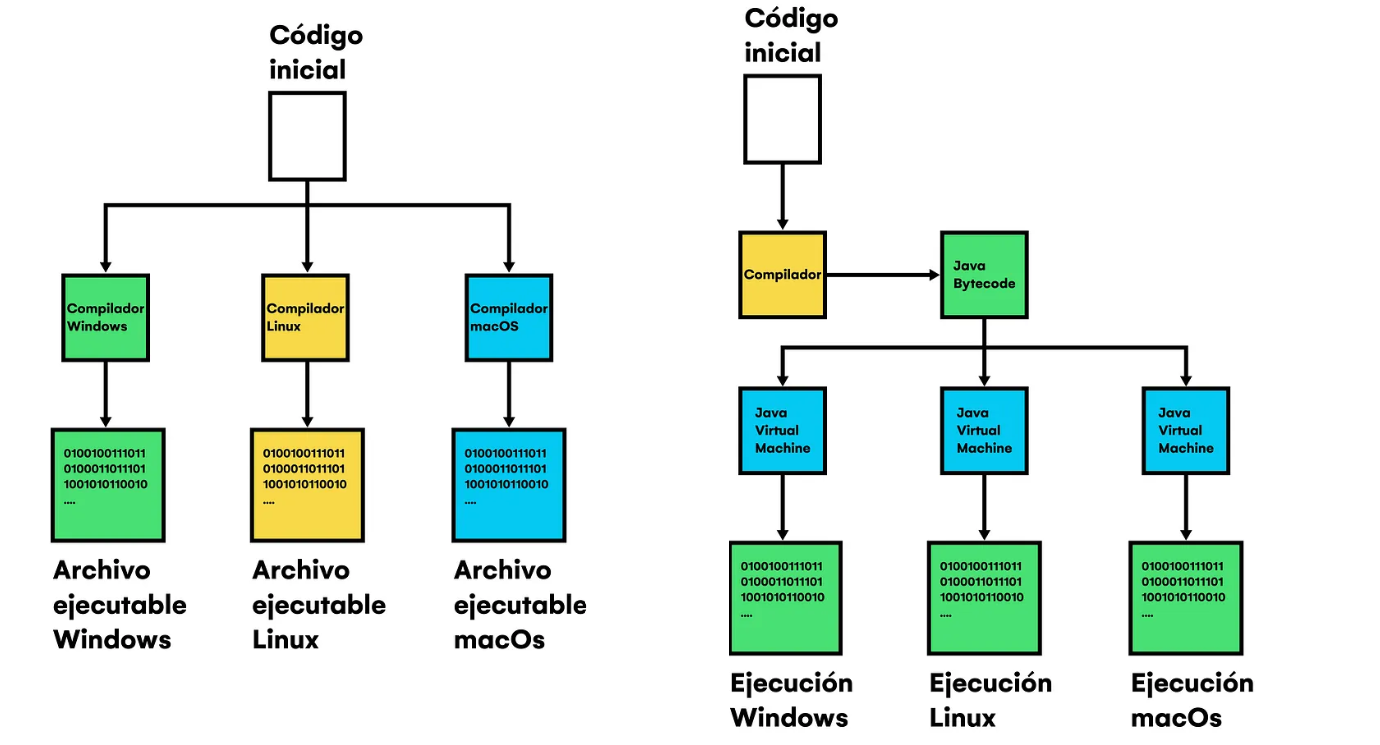 Código
inicial
Compilador
Windows
Compilador
Linux
Compilador
macOS
0100100111011
0100011011101
1001010110010
....
0100100111011
0100011011101
1001010110010
....
0100100111011
0100011011101
1001010110010
....
Archivo
ejecutable
Windows
Archivo
ejecutable
Linux
Archivo
ejecutable
macOs
Código
inicial
Compilador
Java
Bytecode
Java
Virtual
Machine
Java
Virtual
Machine
Java
Virtual
Machine
0100100111011
0100011011101
1001010110010
....
0100100111011
0100011011101
1001010110010
....
0100100111011
0100011011101
1001010110010
....
Ejecución
Windows
Ejecución
Linux
Ejecución
macOs